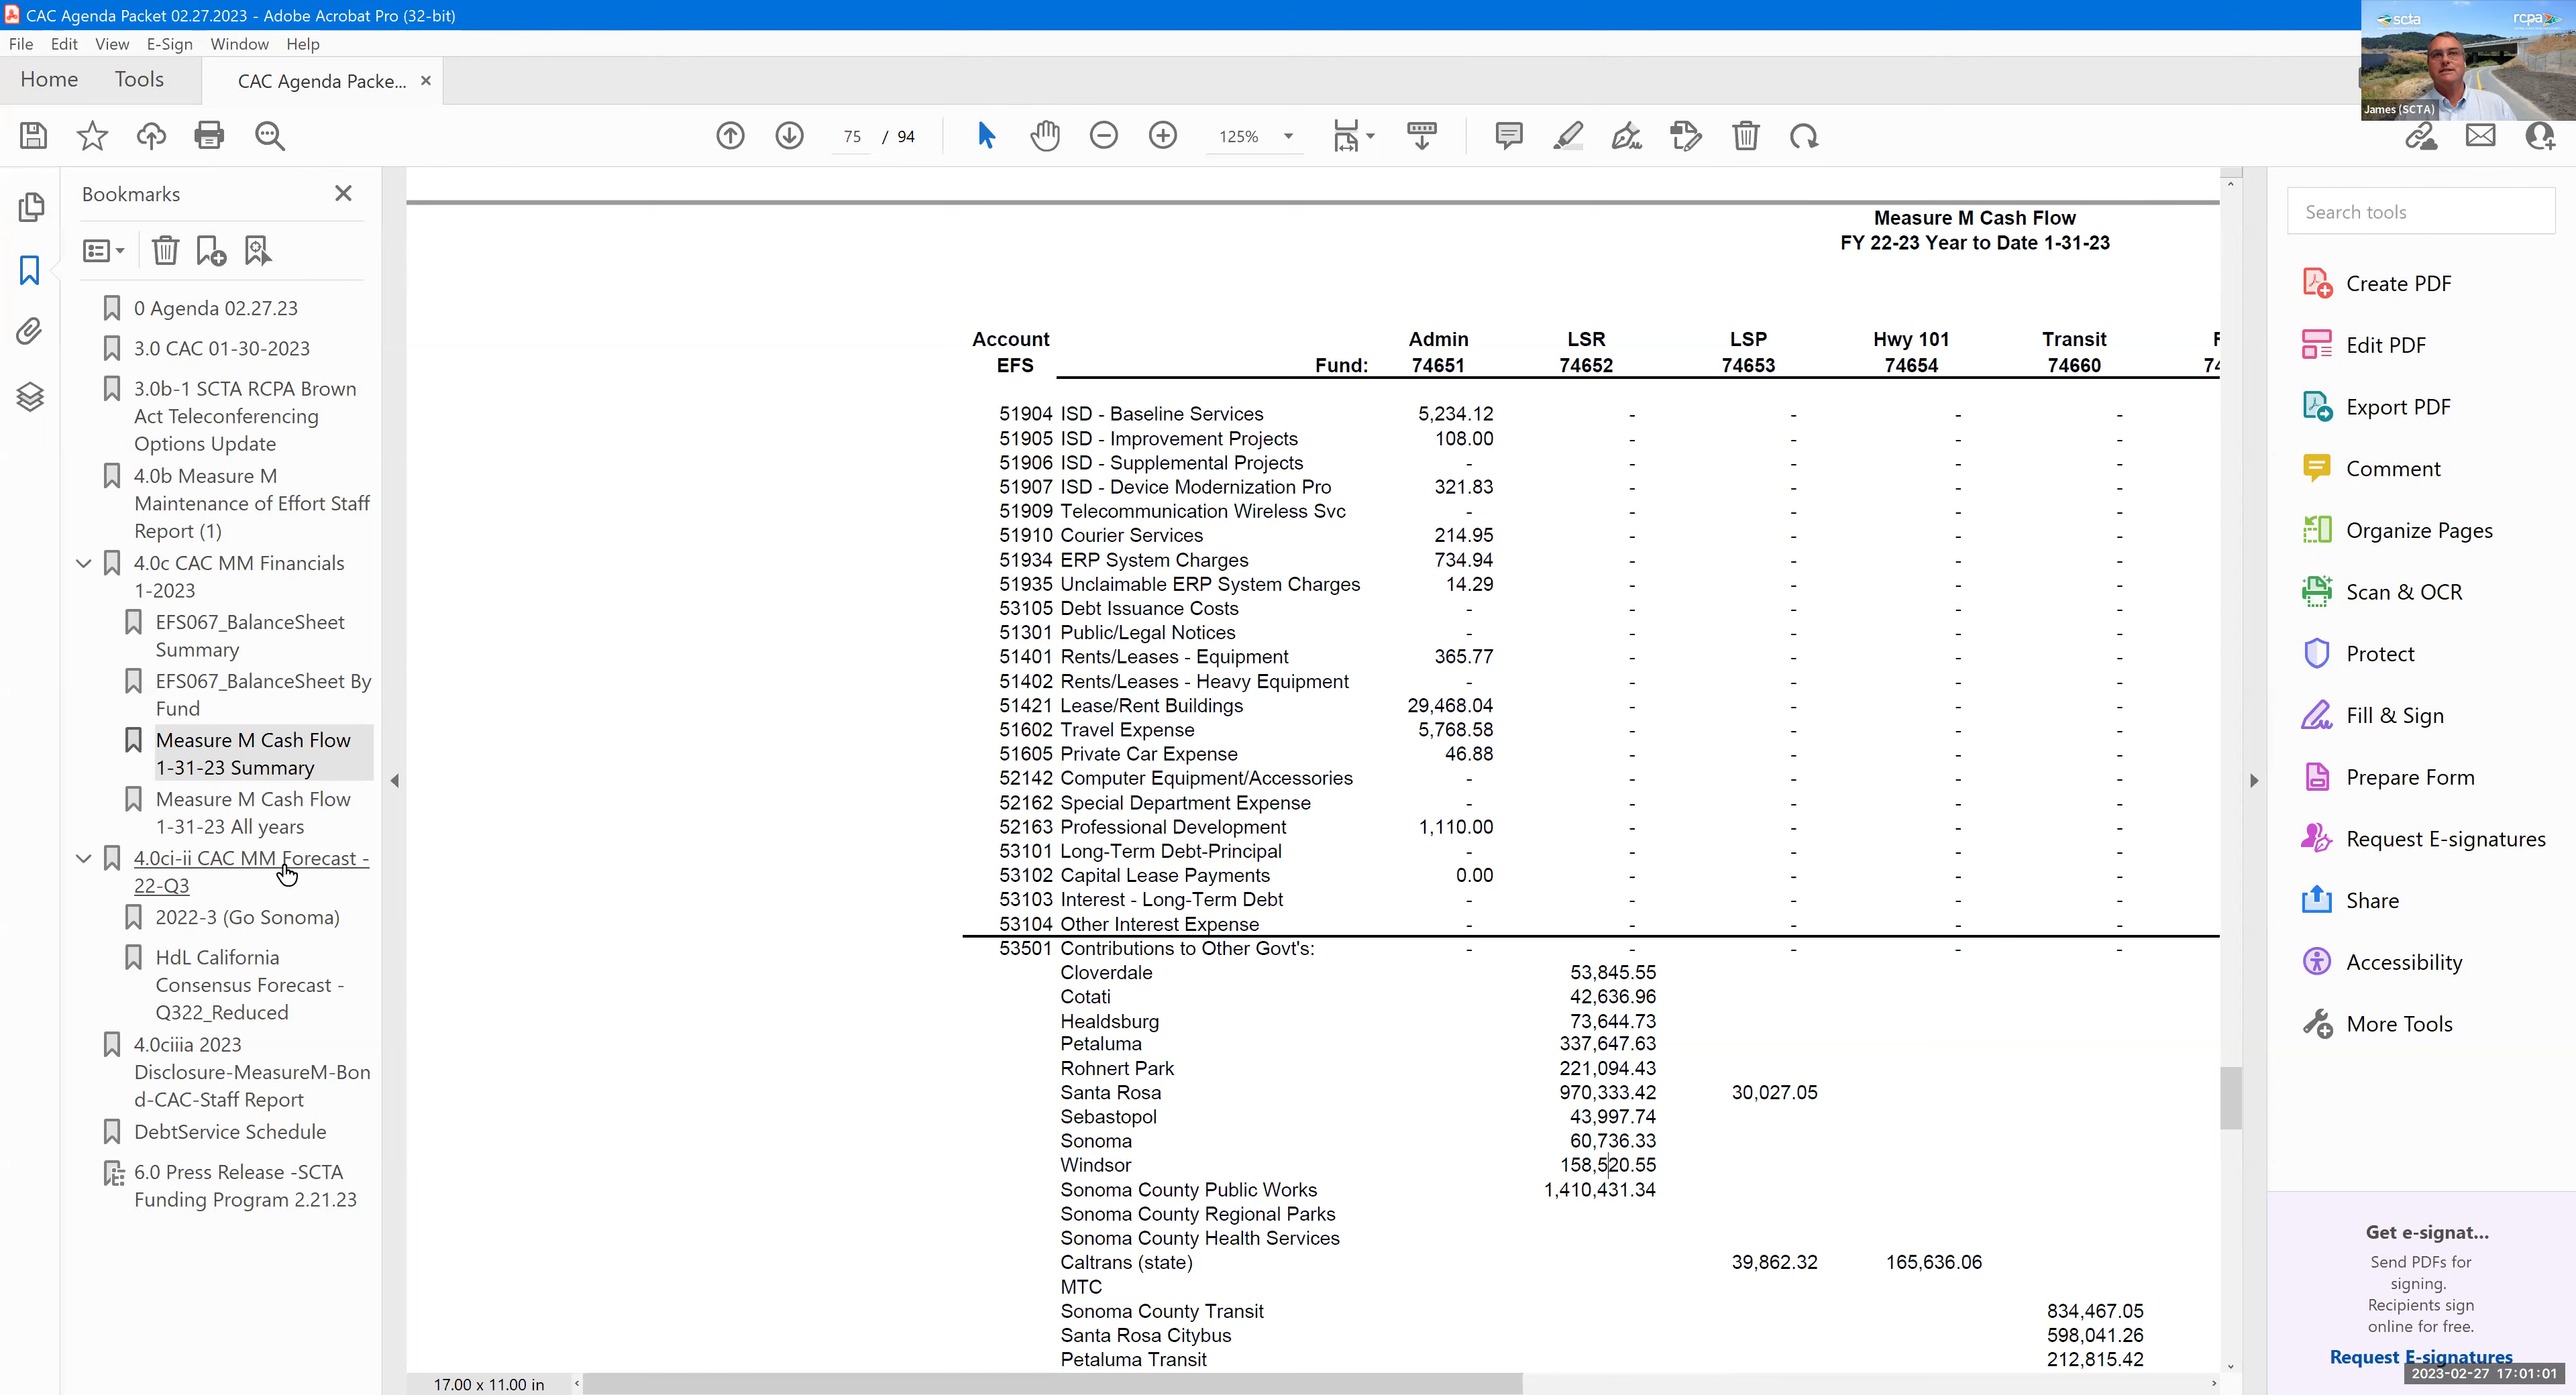 CAC Agenda Packet 02.27.2023 - Adobe Acrobat Pro (32-bit)
File Edit View E-Sign Window Help
Home Tools CAC Agenda Packe... ×
75 / 94 125%
scta rcpa
James (SCTA)
Bookmarks
0 Agenda 02.27.23
3.0 CAC 01-30-2023
3.0b-1 SCTA RCPA Brown
Act Teleconferencing
Options Update
4.0b Measure M
Maintenance of Effort Staff
Report (1)
4.0c CAC MM Financials
1-2023
EFS067_BalanceSheet
Summary
EFS067_BalanceSheet By
Fund
Measure M Cash Flow
1-31-23 Summary
Measure M Cash Flow
1-31-23 All years
4.0ci-ii CAC MM Forecast -
22-Q3
2022-3 (Go Sonoma)
HdL California
Consensus Forecast -
Q322_Reduced
4.0ciiia 2023
Disclosure-MeasureM-Bon
d-CAC-Staff Report
DebtService Schedule
6.0 Press Release -SCTA
Funding Program 2.21.23
Measure M Cash Flow
FY 22-23 Year to Date 1-31-23
Account Admin LSR LSP Hwy 101 Transit
EFS Fund: 74651 74652 74653 74654 74660
51904 ISD - Baseline Services 5,234.12 - - - -
51905 ISD - Improvement Projects 108.00 - - - -
51906 ISD - Supplemental Projects - - - - -
51907 ISD - Device Modernization Pro 321.83 - - - -
51909 Telecommunication Wireless Svc - - - - -
51910 Courier Services 214.95 - - - -
51934 ERP System Charges 734.94 - - - -
51935 Unclaimable ERP System Charges 14.29 - - - -
53105 Debt Issuance Costs - - - - -
51301 Public/Legal Notices - - - - -
51401 Rents/Leases - Equipment 365.77 - - - -
51402 Rents/Leases - Heavy Equipment - - - - -
51421 Lease/Rent Buildings 29,468.04 - - - -
51602 Travel Expense 5,768.58 - - - -
51605 Private Car Expense 46.88 - - - -
52142 Computer Equipment/Accessories - - - - -
52162 Special Department Expense - - - - -
52163 Professional Development 1,110.00 - - - -
53101 Long-Term Debt-Principal - - - - -
53102 Capital Lease Payments 0.00 - - - -
53103 Interest - Long-Term Debt - - - - -
53104 Other Interest Expense - - - - -
53501 Contributions to Other Govt's: - - - - -
Cloverdale 53,845.55
Cotati 42,636.96
Healdsburg 73,644.73
Petaluma 337,647.63
Rohnert Park 221,094.43
Santa Rosa 970,333.42 30,027.05
Sebastopol 43,997.74
Sonoma 60,736.33
Windsor 158,520.55
Sonoma County Public Works 1,410,431.34
Sonoma County Regional Parks
Sonoma County Health Services
Caltrans (state) 39,862.32 165,636.06
MTC
Sonoma County Transit 834,467.05
Santa Rosa Citybus 598,041.26
Petaluma Transit 212,815.42
17.00 x 11.00 in
Search tools
Create PDF
Edit PDF
Export PDF
Comment
Organize Pages
Scan & OCR
Protect
Fill & Sign
Prepare Form
Request E-signatures
Share
Accessibility
More Tools
Get e-signat...
Send PDFs for
signing.
Recipients sign
online for free.
Request E-signatures
2023-02-27 17:01:01